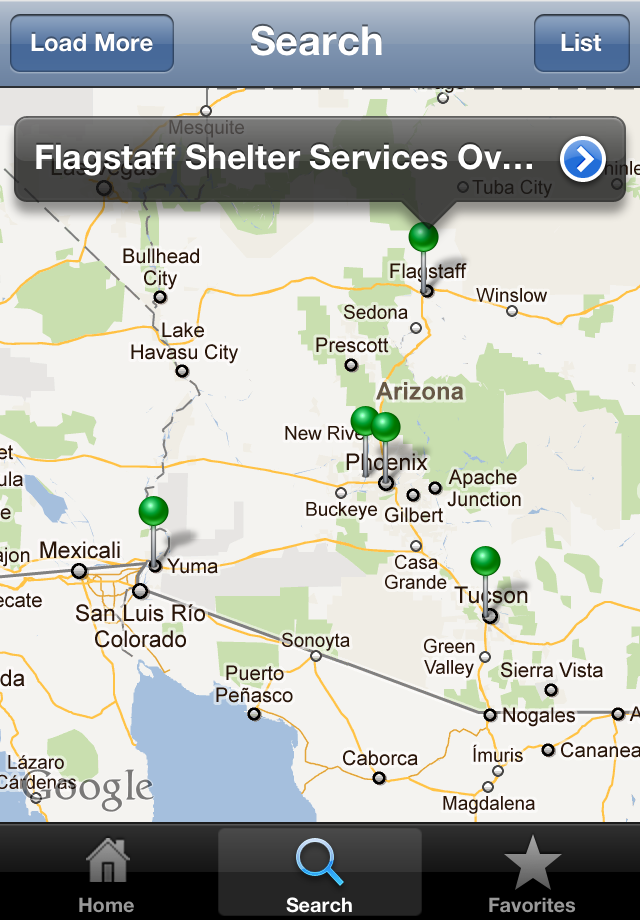 Load More
Search
List
Mesquite
Flagstaff Shelter Services Ov...
Las Vegas
Tuba City
Bullhead
City
Flagstaff
Winslow
Sedona
Lake
Havasu City
Prescott
Arizona
New River
Phoenix
Apache
Junction
Buckeye
Gilbert
Mexicali
Yuma
Casa
Grande
Tucson
San Luis Río
Colorado
Sonoyta
Green
Valley
Sierra Vista
Puerto
Peñasco
Nogales
Caborca
Ímuris
Cananea
Lázaro
Cárdenas
Google
Magdalena
Home
Search
Favorites